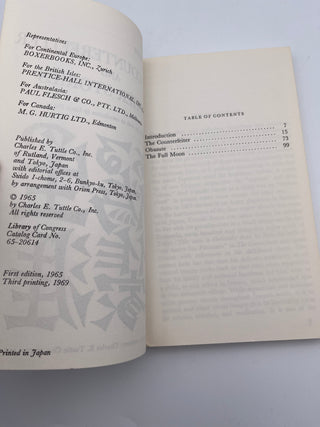 Representatives
For Continental Europe:
BOXERBOOKS, INC., Zurich
For the British Isles:
PRENTICE-HALL INTERNATIONAL, INC.,
For Australasia:
PAUL FLESCH & CO., PTY. LTD., Melbourne
For Canada:
M. G. HURTIG LTD., Edmonton
Published by
Charles E. Tuttle Co., Inc.
of Rutland, Vermont
and Tokyo, Japan
with editorial offices at
Suido 1-chome, 2-6, Bunkyo-ku, Tokyo, Japan
by arrangement with Orion Press, Tokyo, Japan
© 1965
by Charles E. Tuttle Co., Inc.
All rights reserved
Library of Congress
Catalog Card No.
65-20614
First edition, 1965
Third printing, 1969
Printed in Japan
TABLE OF CONTENTS
Introduction 7
The Counterfeiter 15
Obasute 73
The Full Moon 99